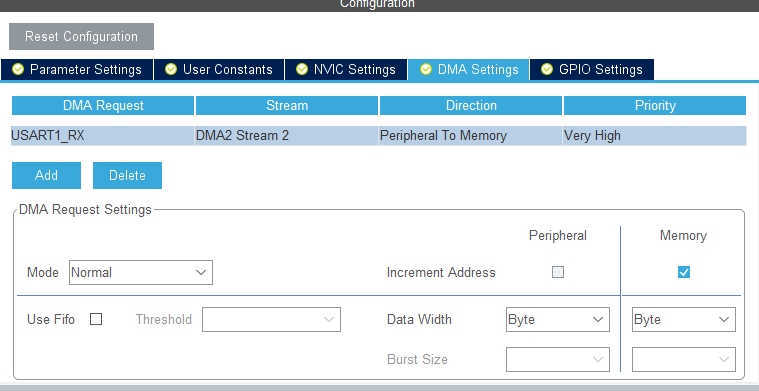 Configuration
Reset Configuration
Parameter Settings User Constants NVIC Settings DMA Settings GPIO Settings
DMA Request Stream Direction Priority
USART1_RX DMA2 Stream 2 Peripheral To Memory Very High
Add Delete
DMA Request Settings
Peripheral Memory
Mode Normal Increment Address
Use Fifo Threshold Data Width Byte Byte
Burst Size